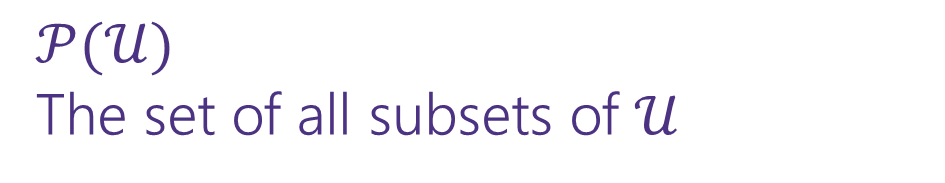 𝒫(𝒰)
The set of all subsets of 𝒰